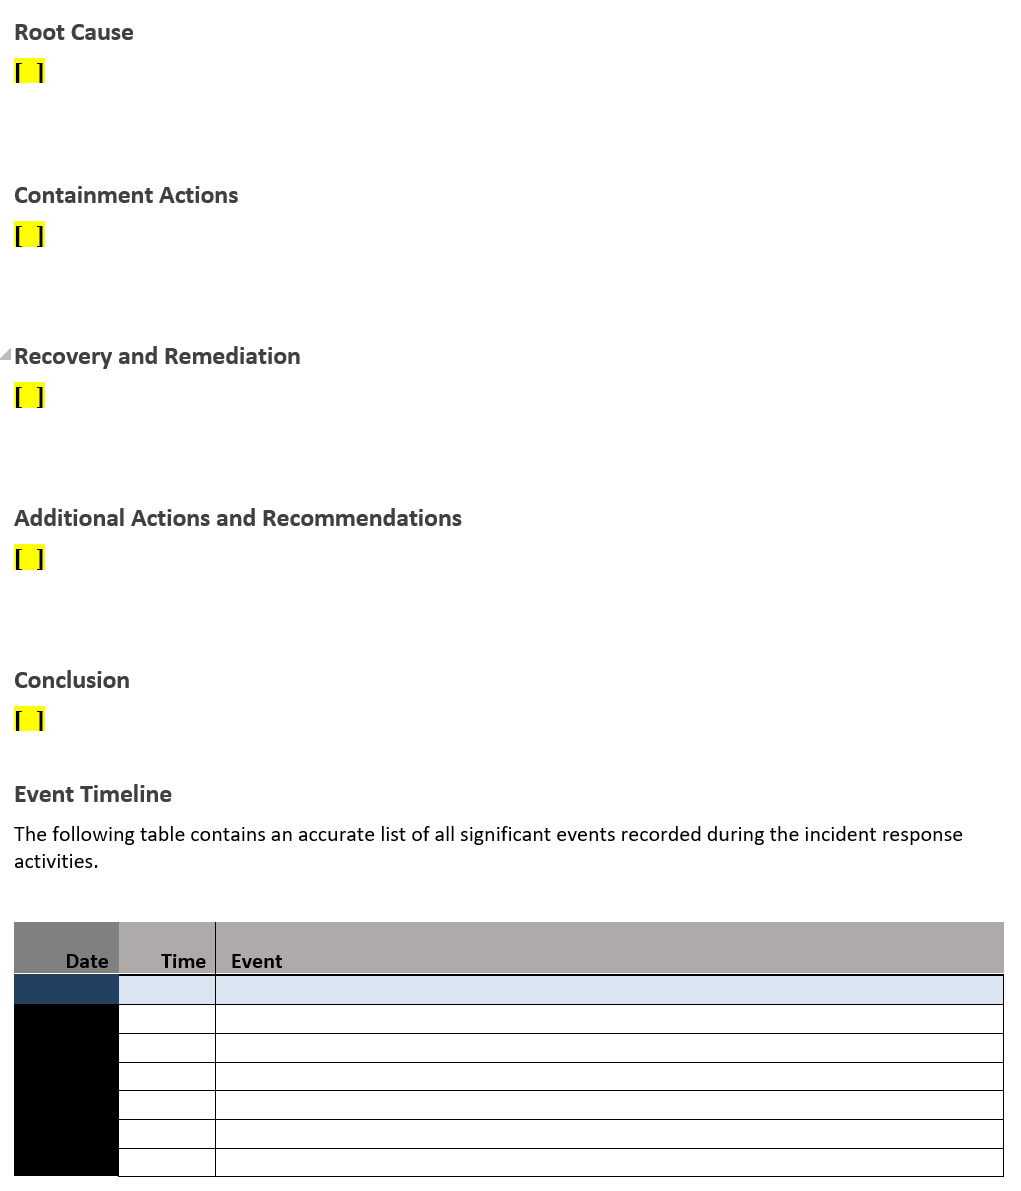 Root Cause
[ ]
Containment Actions
[ ]
Recovery and Remediation
[ ]
Additional Actions and Recommendations
[ ]
Conclusion
[ ]
Event Timeline
The following table contains an accurate list of all significant events recorded during the incident response
activities.
Date Time Event